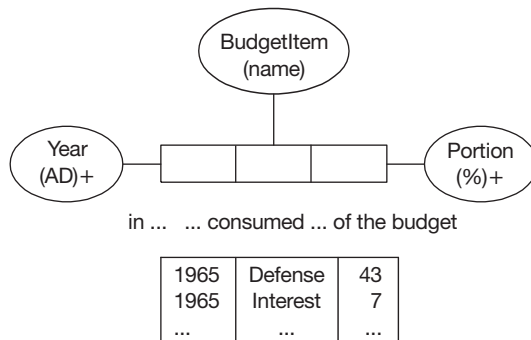 BudgetItem
(name)
Year
(AD)+
Portion
(%)+
in ... ... consumed ... of the budget
1965 Defense 43
1965 Interest 7
... ... ...